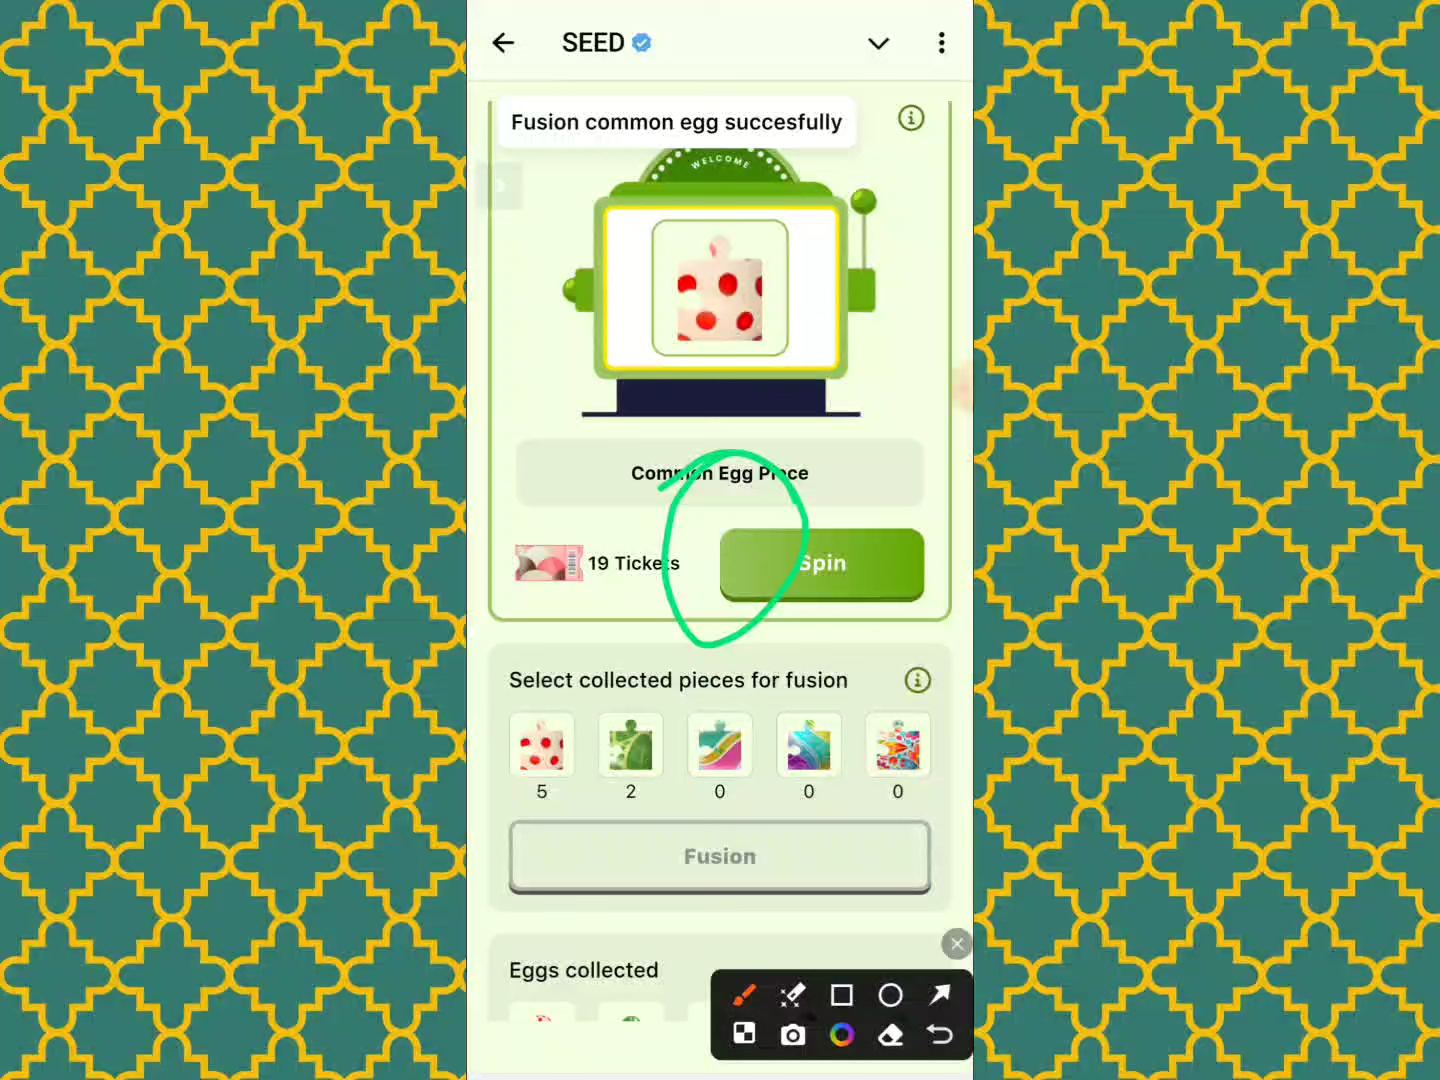 SEED
Fusion common egg succesfully
WELCOME
Common Egg Piece
19 Tickets
Spin
Select collected pieces for fusion
5
2
0
0
0
Fusion
Eggs collected